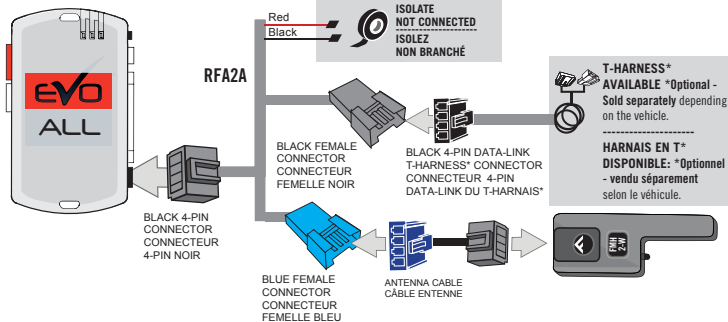 EVO
ALL
Red
Black
ISOLATE
NOT CONNECTED
ISOLEZ
NON BRANCHÉ
RFA2A
T-HARNESS*
AVAILABLE *Optional -
Sold separately depending
on the vehicle.
HARNAIS EN T*
DISPONIBLE: *Optionnel
- vendu séparement
selon le véhicule.
BLACK FEMALE
CONNECTOR
CONNECTEUR
FEMELLE NOIR
BLACK 4-PIN DATA-LINK
T-HARNESS* CONNECTOR
CONNECTEUR 4-PIN
DATA-LINK DU T-HARNAIS*
BLACK 4-PIN
CONNECTOR
CONNECTEUR
4-PIN NOIR
BLUE FEMALE
CONNECTOR
CONNECTEUR
FEMELLE BLEU
ANTENNA CABLE
CÂBLE ENTENNE
FMH
2-W